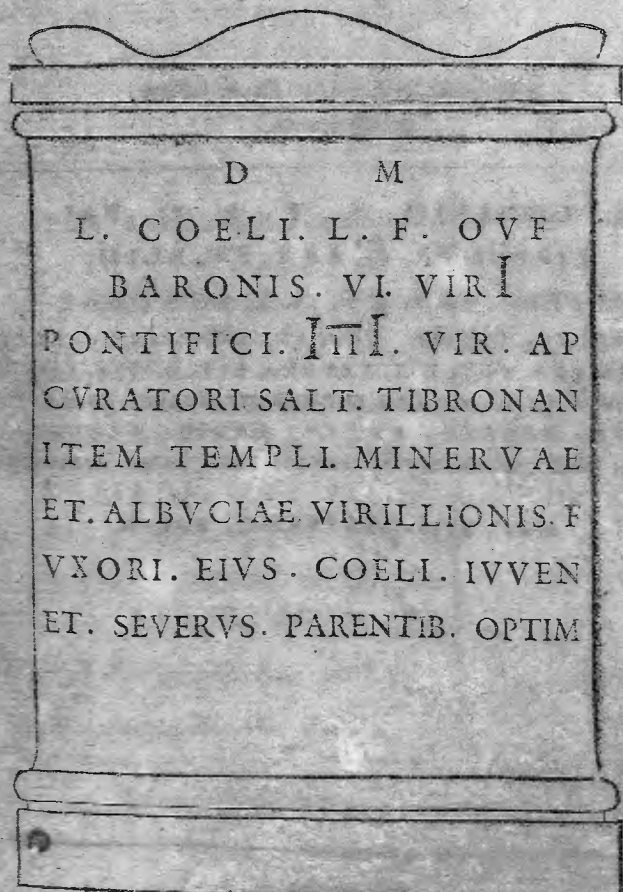 D M
L. COELI. L. F. OVF
BARONIS. VI. VIRI
PONTIFICI. IIII. VIR. AP
CVRATORI SALT. TIBRONAN
ITEM TEMPLI. MINERVAE
ET. ALBVCIAE VIRILLIONIS. F
VXORI. EIVS. COELI. IVVEN
ET. SEVERVS. PARENTIB. OPTIM